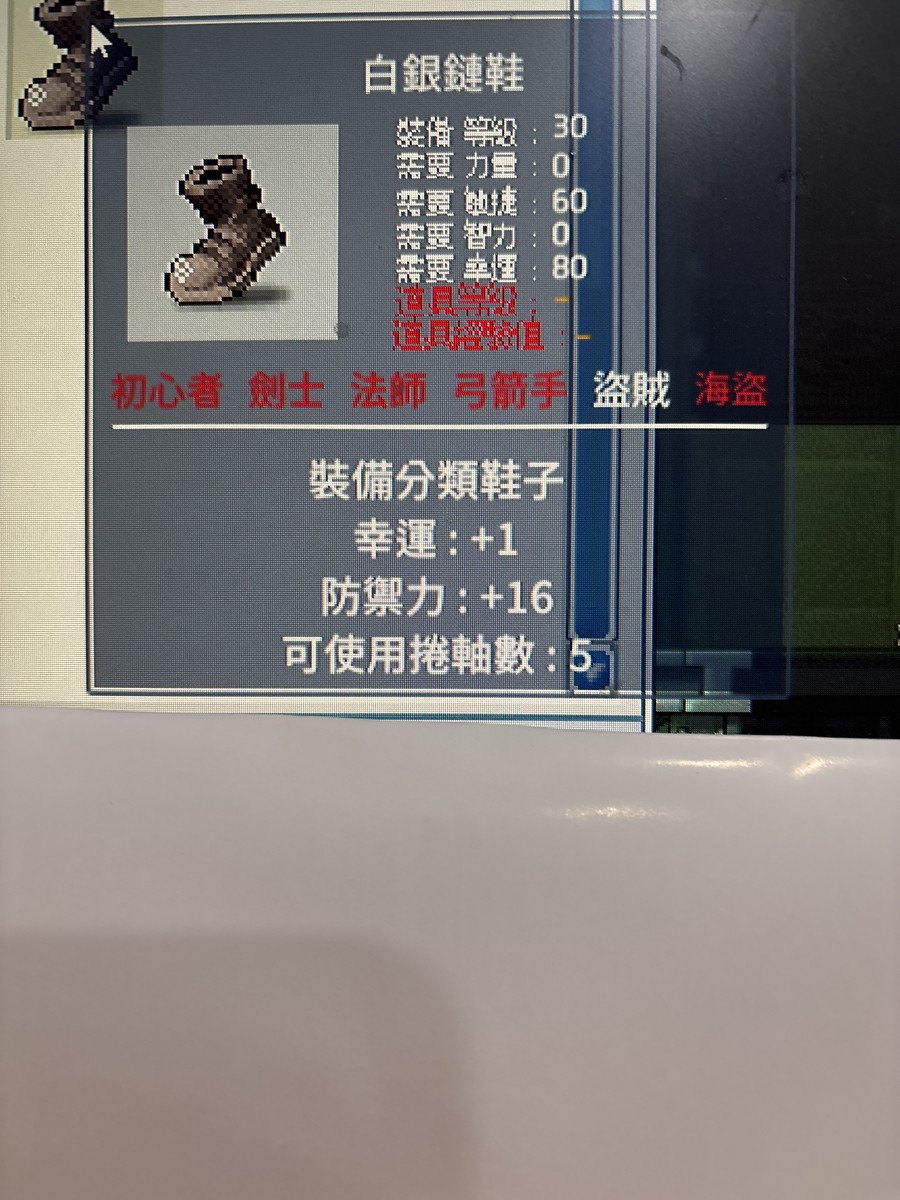 白銀鏈鞋
裝備 等級 : 30
需要 力量 : 0
需要 敏捷 : 60
需要 智力 : 0
需要 幸運 : 80
道具等級 : -
道具經驗值 : -
初心者 劍士 法師 弓箭手 盜賊 海盜
裝備分類鞋子
幸運 : +1
防禦力 : +16
可使用捲軸數 : 5